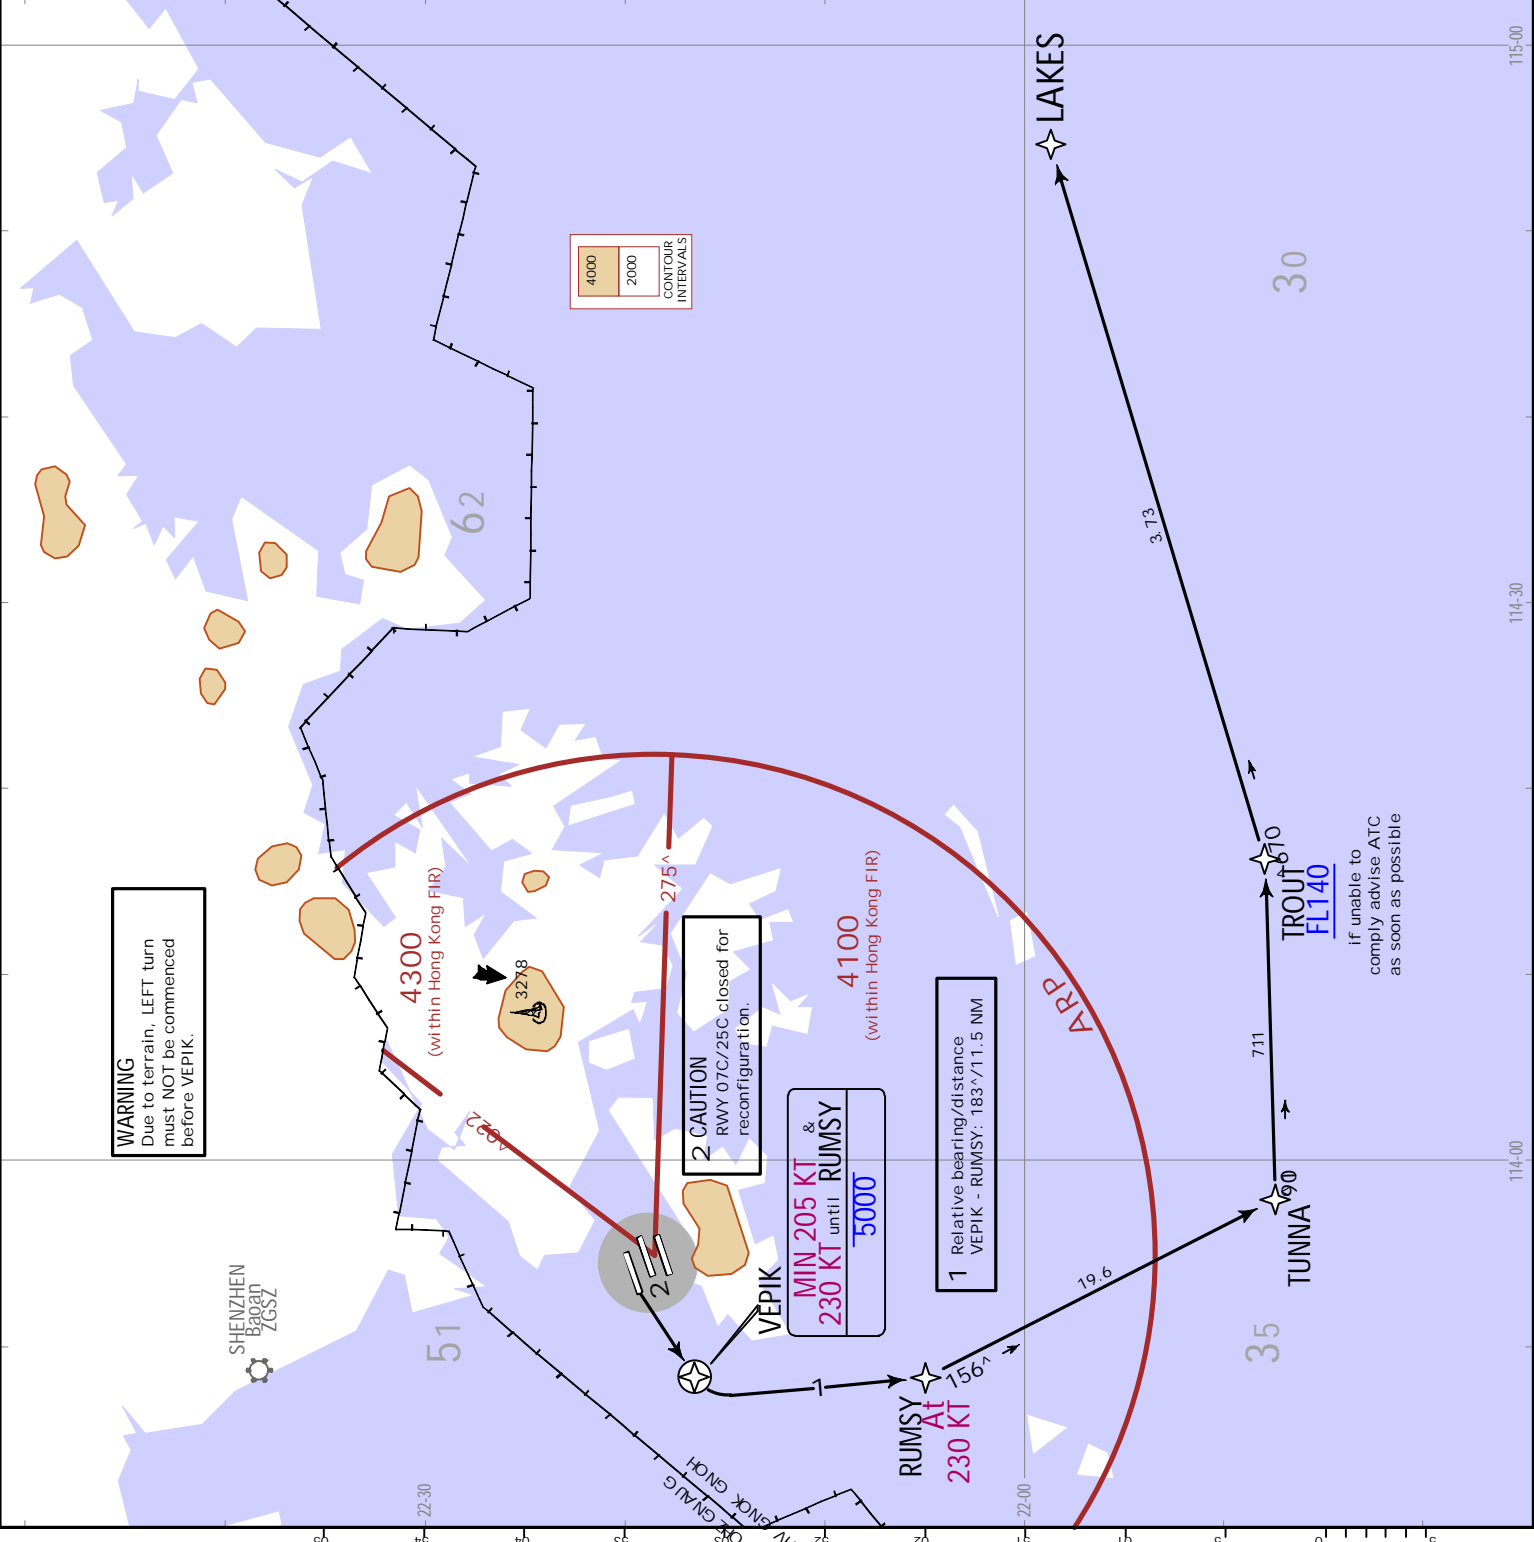 WARNING
Due to terrain, LEFT turn
must NOT be commenced
before VEPIK.
SHENZHEN
Baoan
ZGSZ
4300
(within Hong Kong FIR)
62
51
3278
4000
2000
CONTOUR
INTERVALS
022^
275^
2 CAUTION
RWY 07C/25C closed for
reconfiguration.
2
VEPIK
MIN 205 KT
&
230 KT until RUMSY
5000
4100
(within Hong Kong FIR)
1 Relative bearing/distance
VEPIK - RUMSY: 183^/11.5 NM
1
ARP
RUMSY
At
230 KT
156^
19.6
TUNNA
711
TROUT
FL140
if unable to
comply advise ATC
as soon as possible
3.73
LAKES
30
35
22-30
22-00
115-00
114-30
114-00